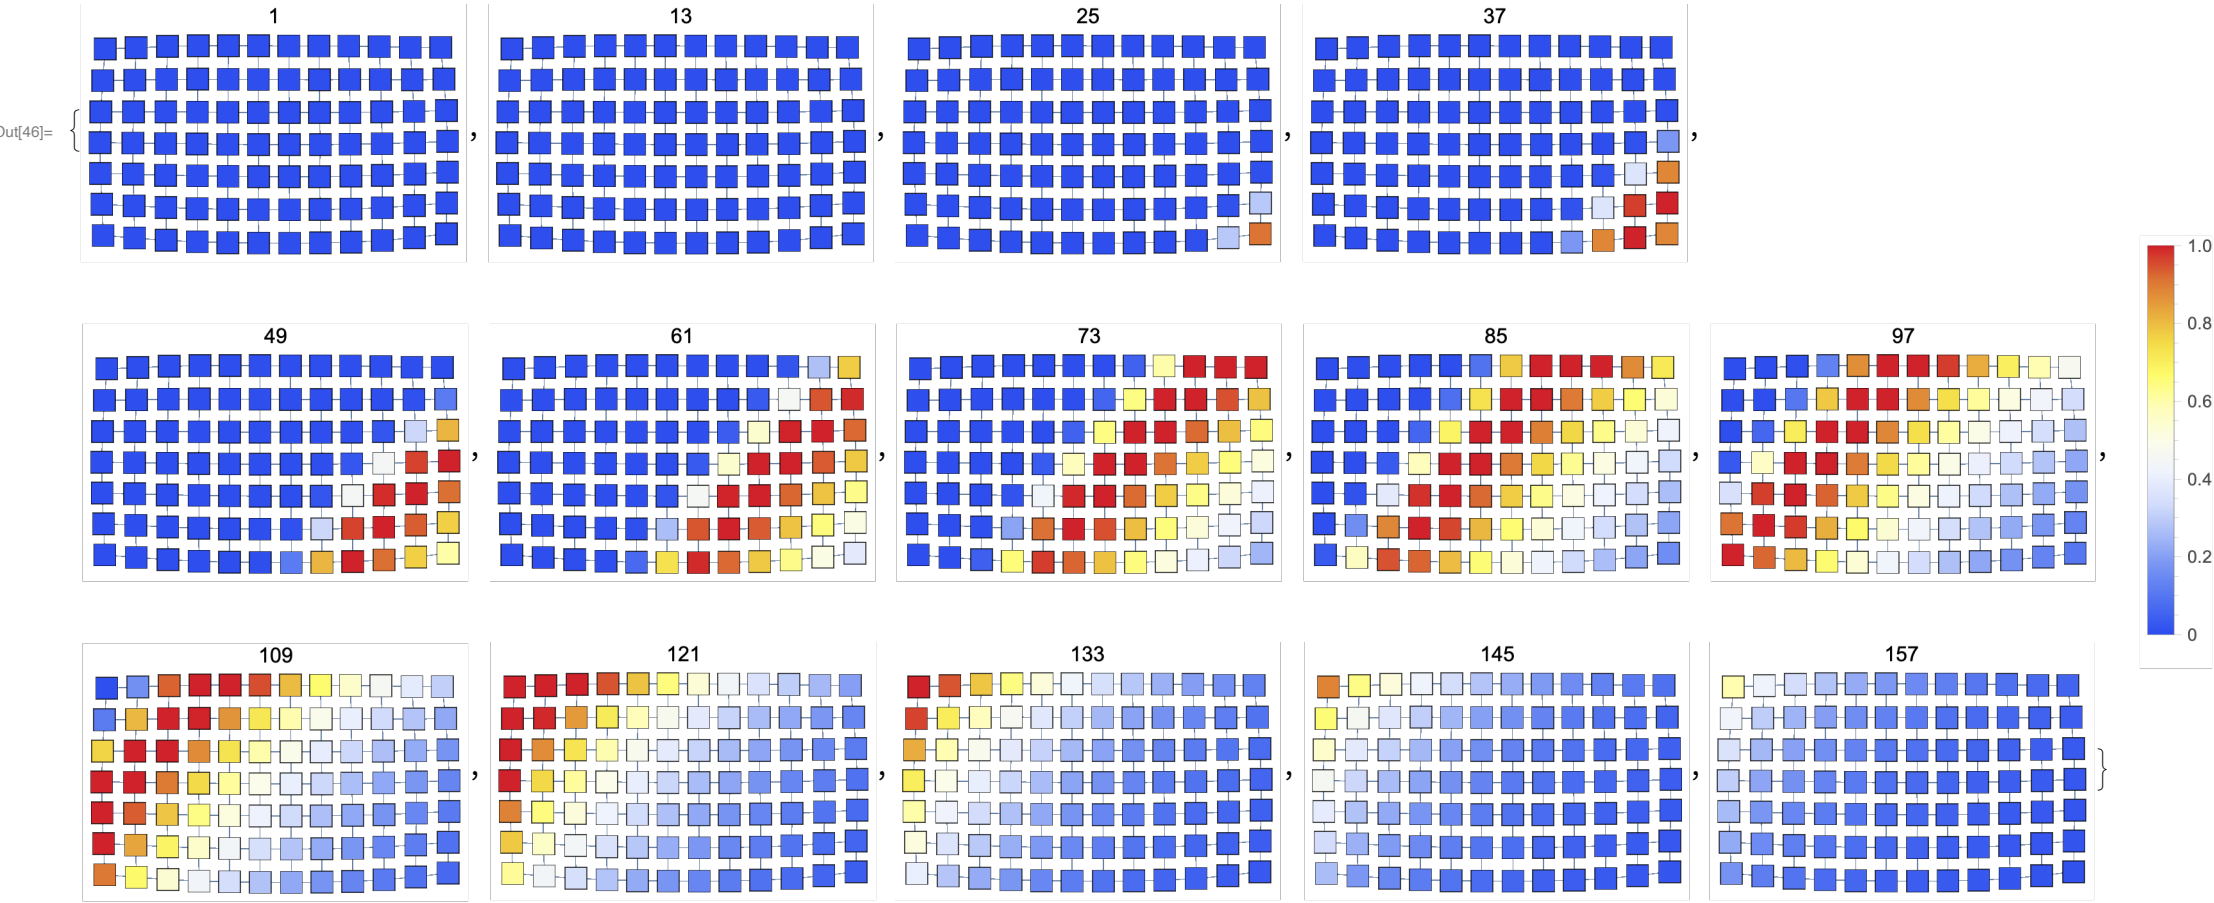 1 13 25 37
Out[46]= { , , , ,
49 61 73 85 97
, , , , ,
109 121 133 145 157
, , , , }
1.0
0.8
0.6
0.4
0.2
0